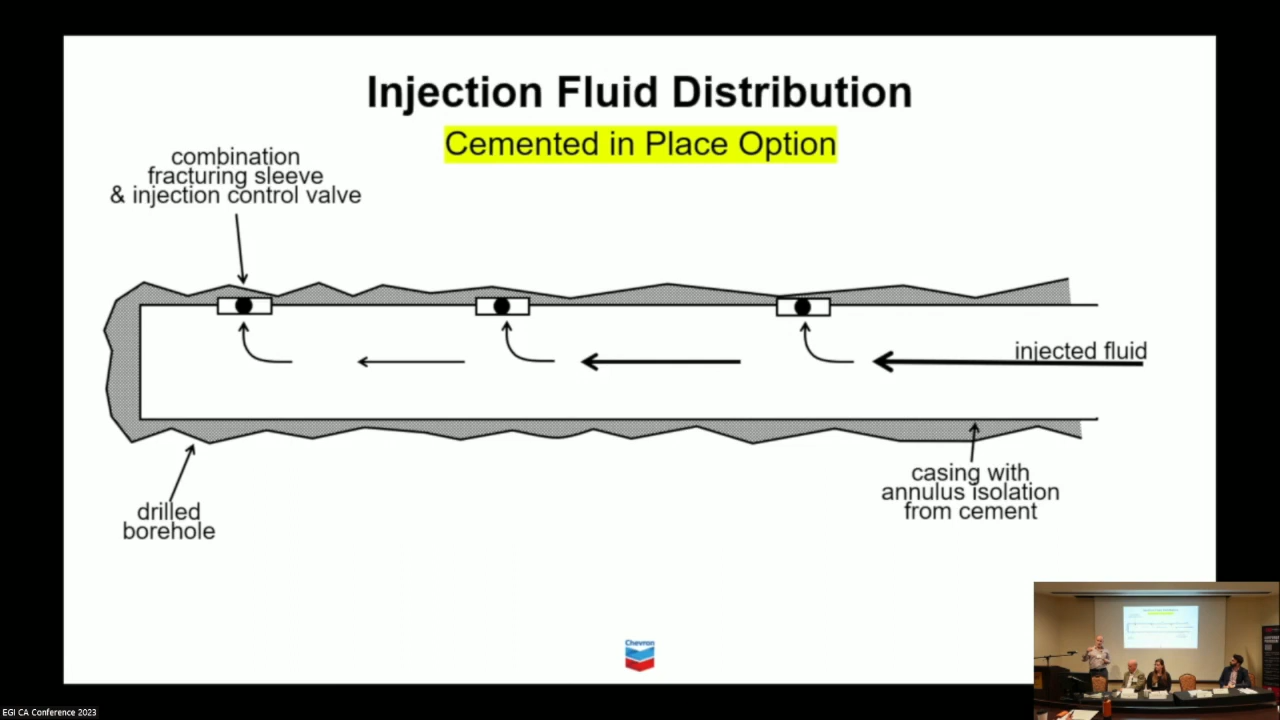 Injection Fluid Distribution
Cemented in Place Option
combination
fracturing sleeve
& injection control valve
injected fluid
casing with
annulus isolation
from cement
drilled
borehole
Chevron
EGI CA Conference 2023